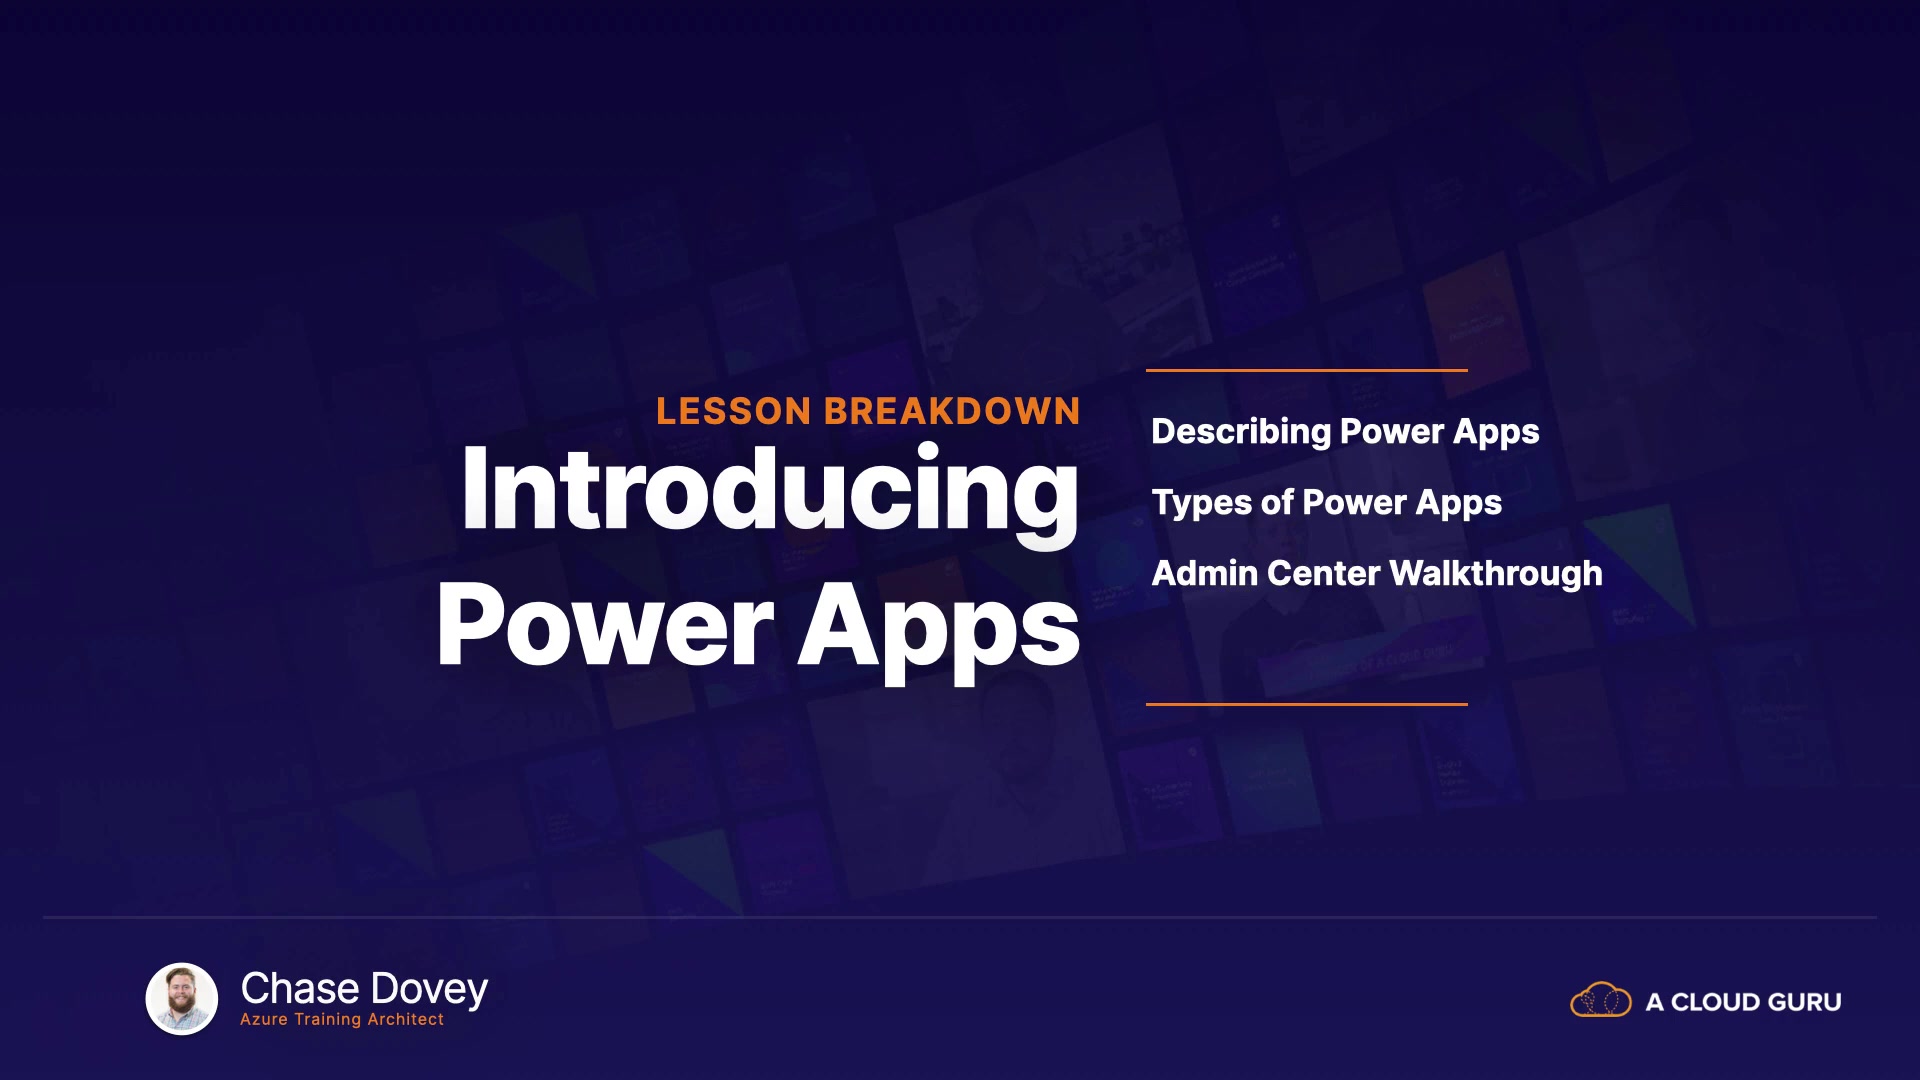 LESSON BREAKDOWN
Introducing
Power Apps
Describing Power Apps
Types of Power Apps
Admin Center Walkthrough
Chase Dovey
Azure Training Architect
A CLOUD GURU